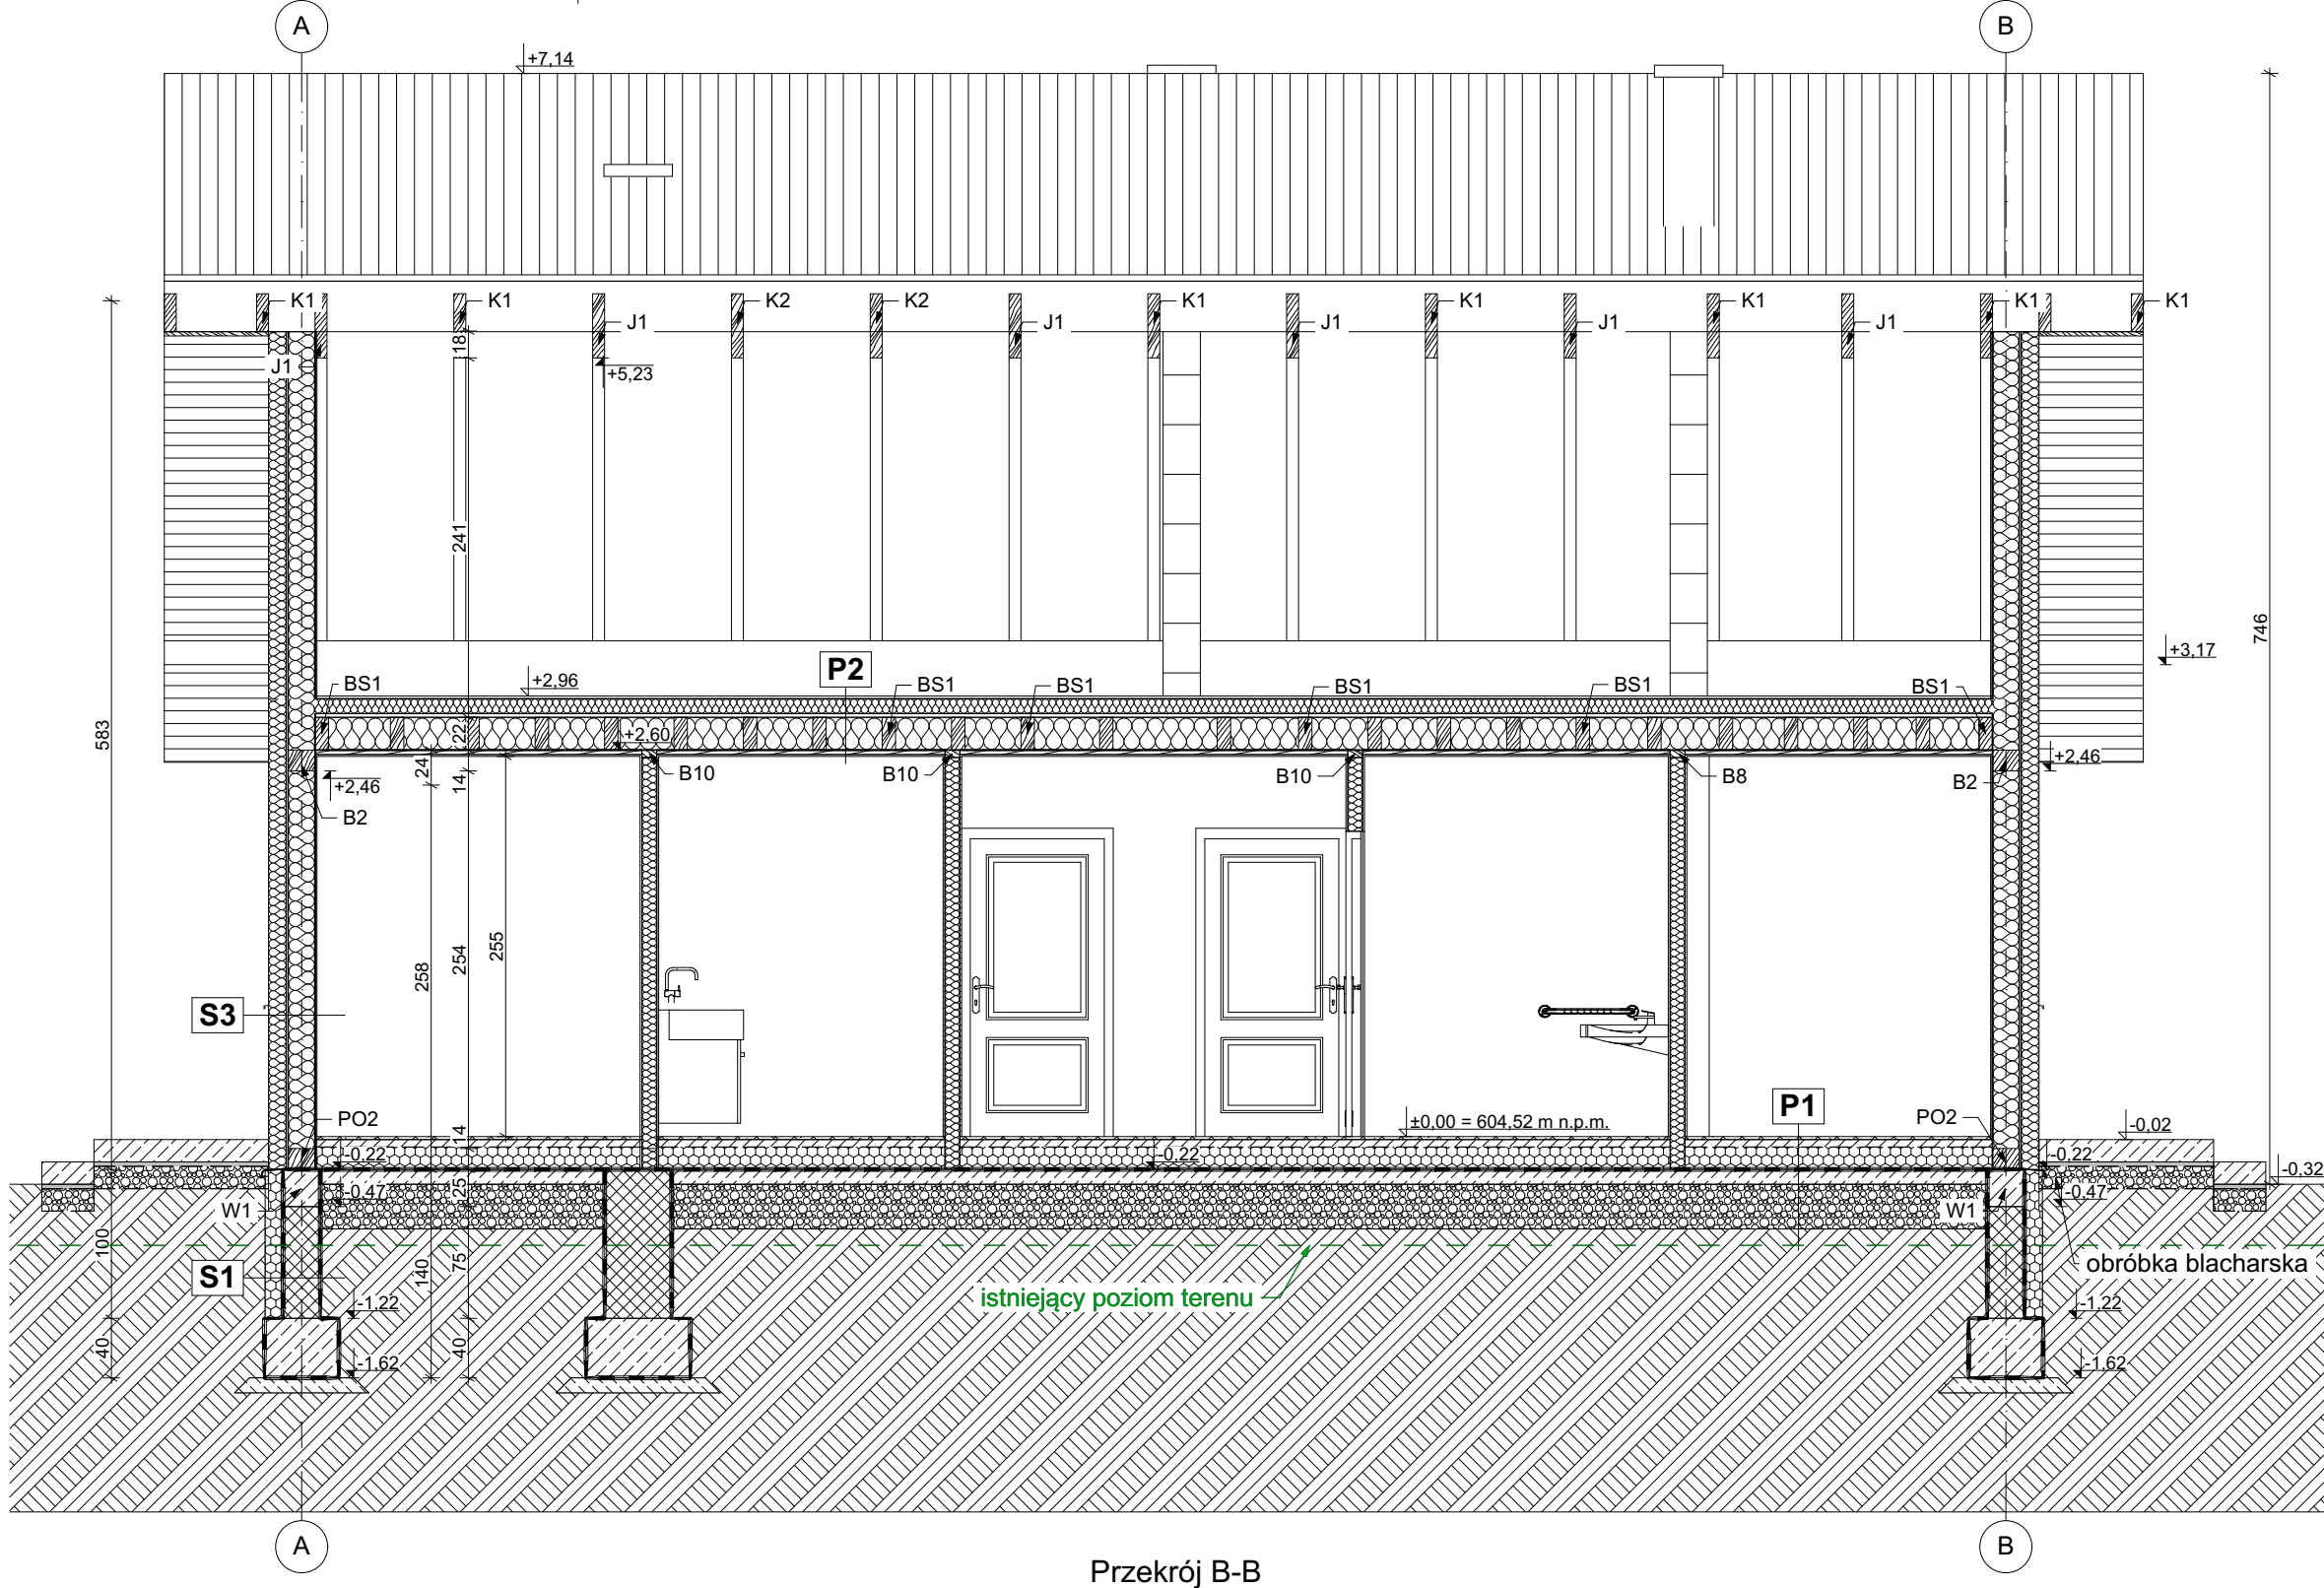 A
B
+7,14
K1
K1
K2
K2
K1
K1
K1
K1
J1
J1
J1
J1
J1
J1
18
+5,23
241
746
583
+3,17
P2
+2,96
BS1
BS1
BS1
BS1
BS1
BS1
22
+2,60
24
14
+2,46
B10
B10
B10
B8
B2
+2,46
B2
258
254
255
S3
PO2
14
±0,00 = 604,52 m n.p.m.
P1
PO2
-0,02
-0,22
-0,22
-0,22
-0,32
-0,47
25
-0,47
W1
W1
100
140
75
S1
istniejący poziom terenu
obróbka blacharska
-1,22
-1,22
40
40
-1,62
-1,62
A
B
Przekrój B-B